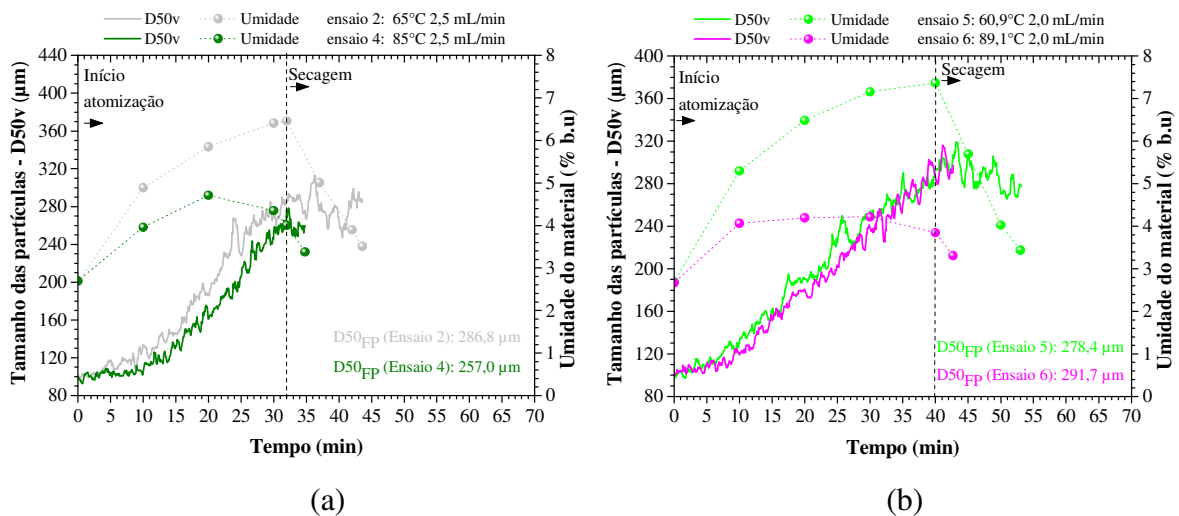 D50v Umidade ensaio 2: 65°C 2,5 mL/min
D50v Umidade ensaio 4: 85°C 2,5 mL/min
Tamanho das partículas - D50v (µm)
440
400
360
320
280
240
200
160
120
80
Início
atomização
Secagem
D50FP (Ensaio 2): 286,8 µm
D50FP (Ensaio 4): 257,0 µm
8
7
6
5
4
3
2
1
0
Umidade do material (% b.u)
0 5 10 15 20 25 30 35 40 45 50 55 60 65 70
Tempo (min)
(a)
D50v Umidade ensaio 5: 60,9°C 2,0 mL/min
D50v Umidade ensaio 6: 89,1°C 2,0 mL/min
Tamanho das partículas - D50v (µm)
400
360
320
280
240
200
160
120
80
Início
atomização
Secagem
D50FP (Ensaio 5): 278,4 µm
D50FP (Ensaio 6): 291,7 µm
8
7
6
5
4
3
2
1
0
Umidade do material (% b.u)
0 5 10 15 20 25 30 35 40 45 50 55 60 65 70
Tempo (min)
(b)